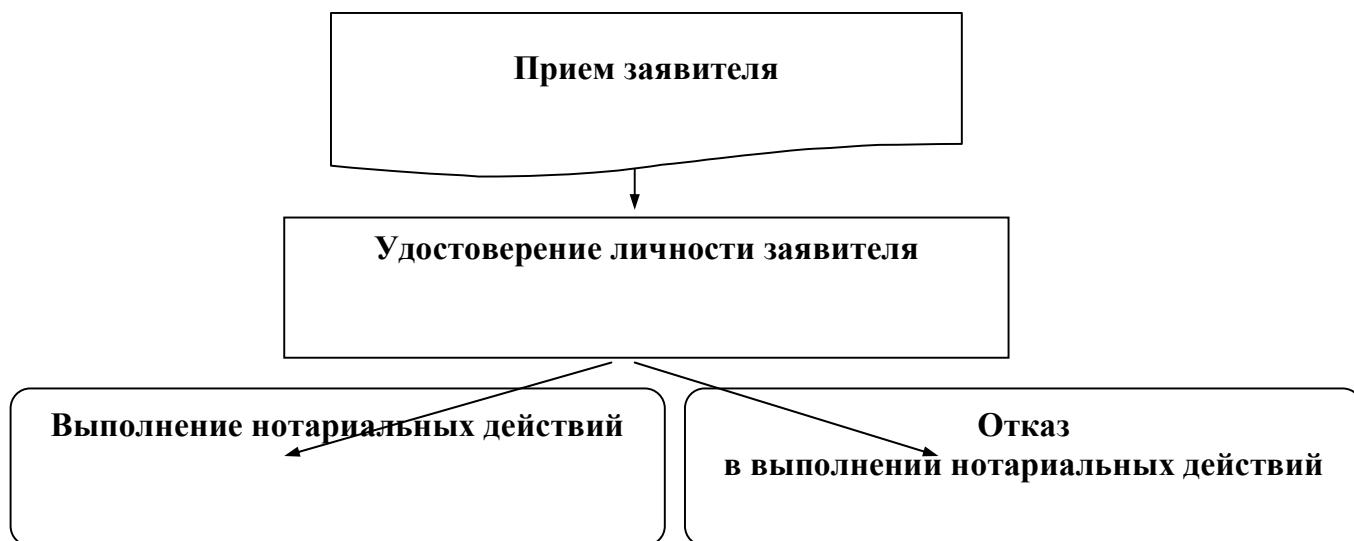 Прием заявителя
Удостоверение личности заявителя
Выполнение нотариальных действий
Отказ
в выполнении нотариальных действий